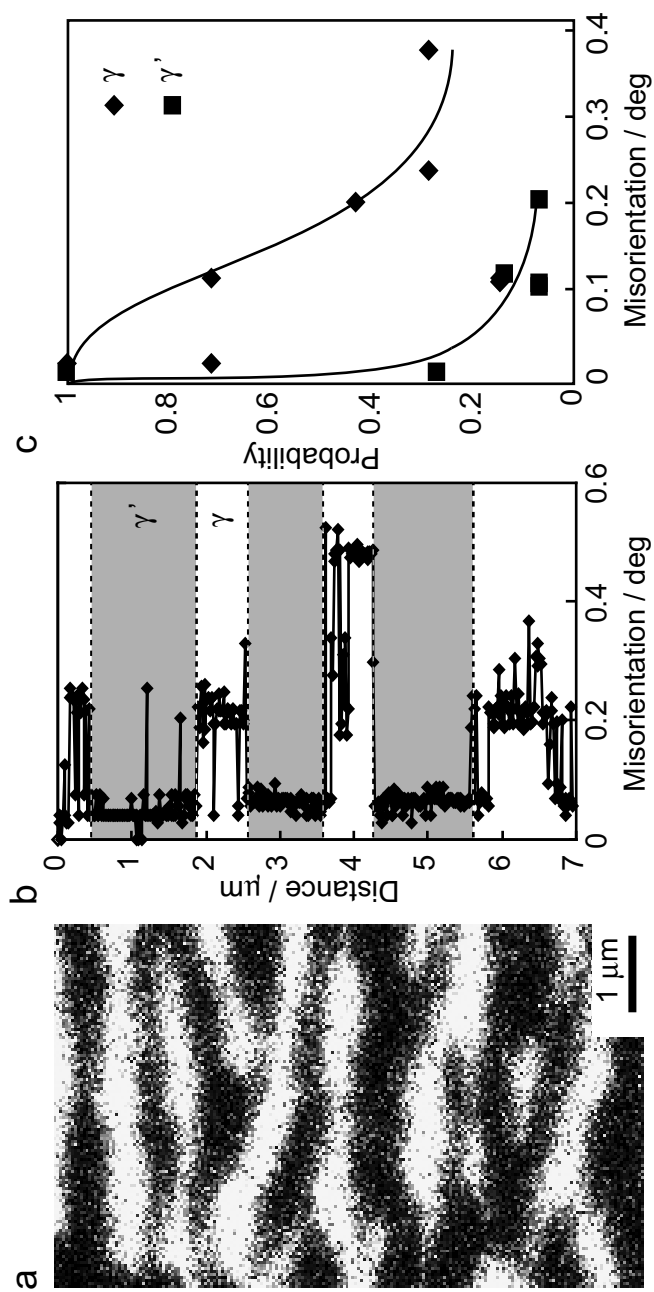 a
1 μm
b
Distance / μm
0
1
2
3
4
5
6
7
γ’
γ
0
0.2
0.4
0.6
Misorientation / deg
c
Probability
1
0.8
0.6
0.4
0.2
0
γ
γ’
0
0.1
0.2
0.3
0.4
Misorientation / deg